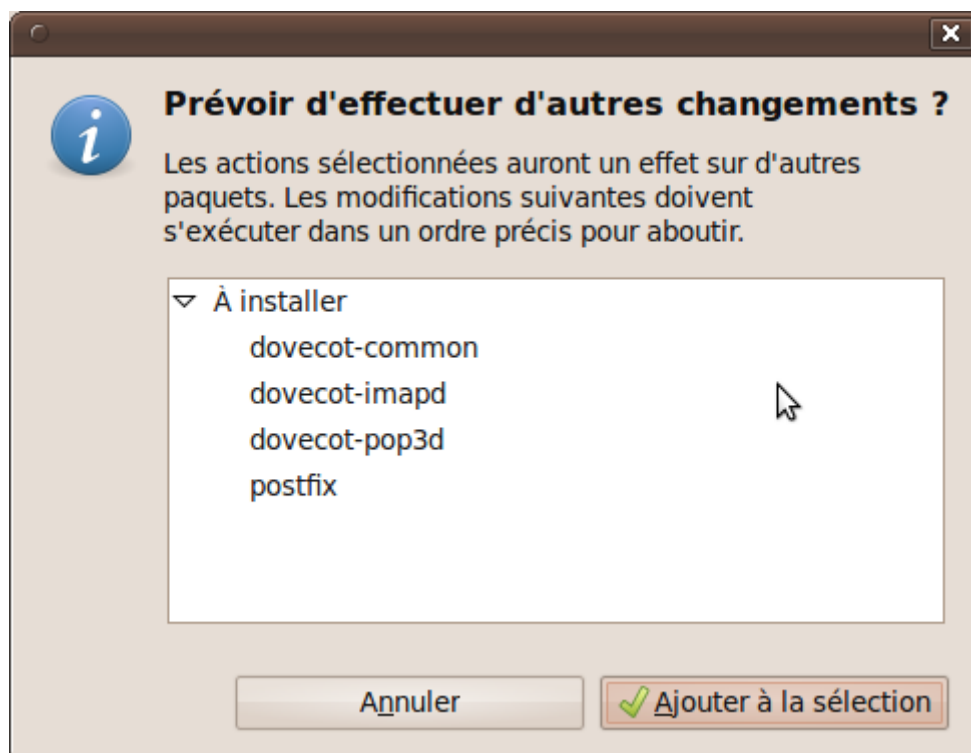 Prévoir d'effectuer d'autres changements ?
Les actions sélectionnées auront un effet sur d'autres
paquets. Les modifications suivantes doivent
s'exécuter dans un ordre précis pour aboutir.
À installer
dovecot-common
dovecot-imapd
dovecot-pop3d
postfix
Annuler
Ajouter à la sélection